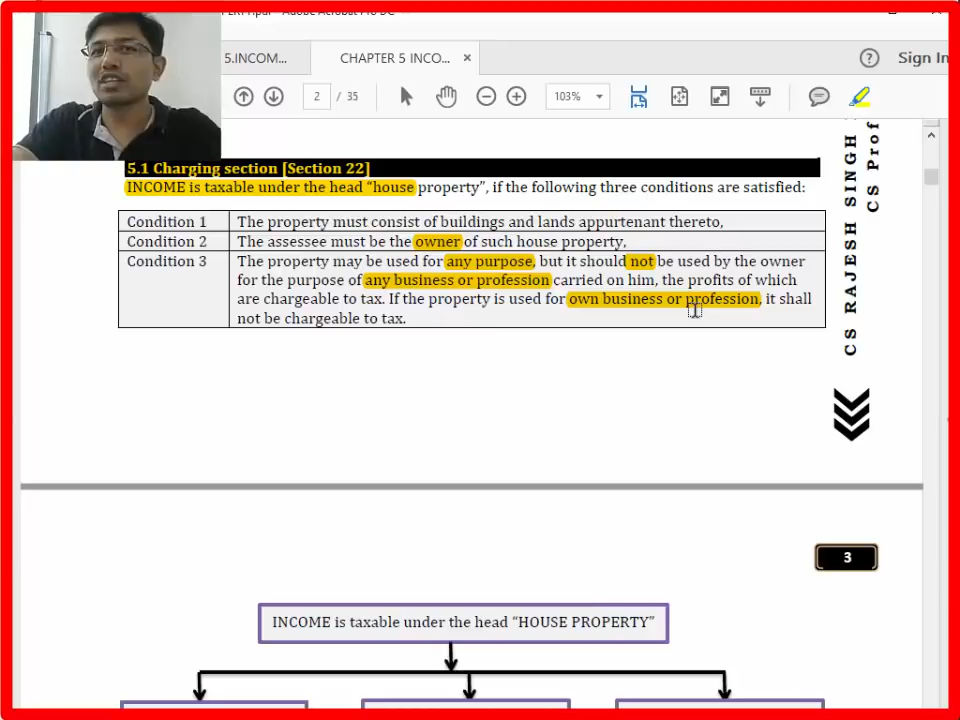 5.INCOM...
CHAPTER 5 INCO...
×
Sign In
2 / 35
103%
CS RAJESH SINGH
CS Prof
5.1 Charging section [Section 22]
INCOME is taxable under the head “house property”, if the following three conditions are satisfied:
Condition 1 The property must consist of buildings and lands appurtenant thereto,
Condition 2 The assessee must be the owner of such house property,
Condition 3 The property may be used for any purpose, but it should not be used by the owner
for the purpose of any business or profession carried on him, the profits of which
are chargeable to tax. If the property is used for own business or profession, it shall
not be chargeable to tax.
3
INCOME is taxable under the head “HOUSE PROPERTY”